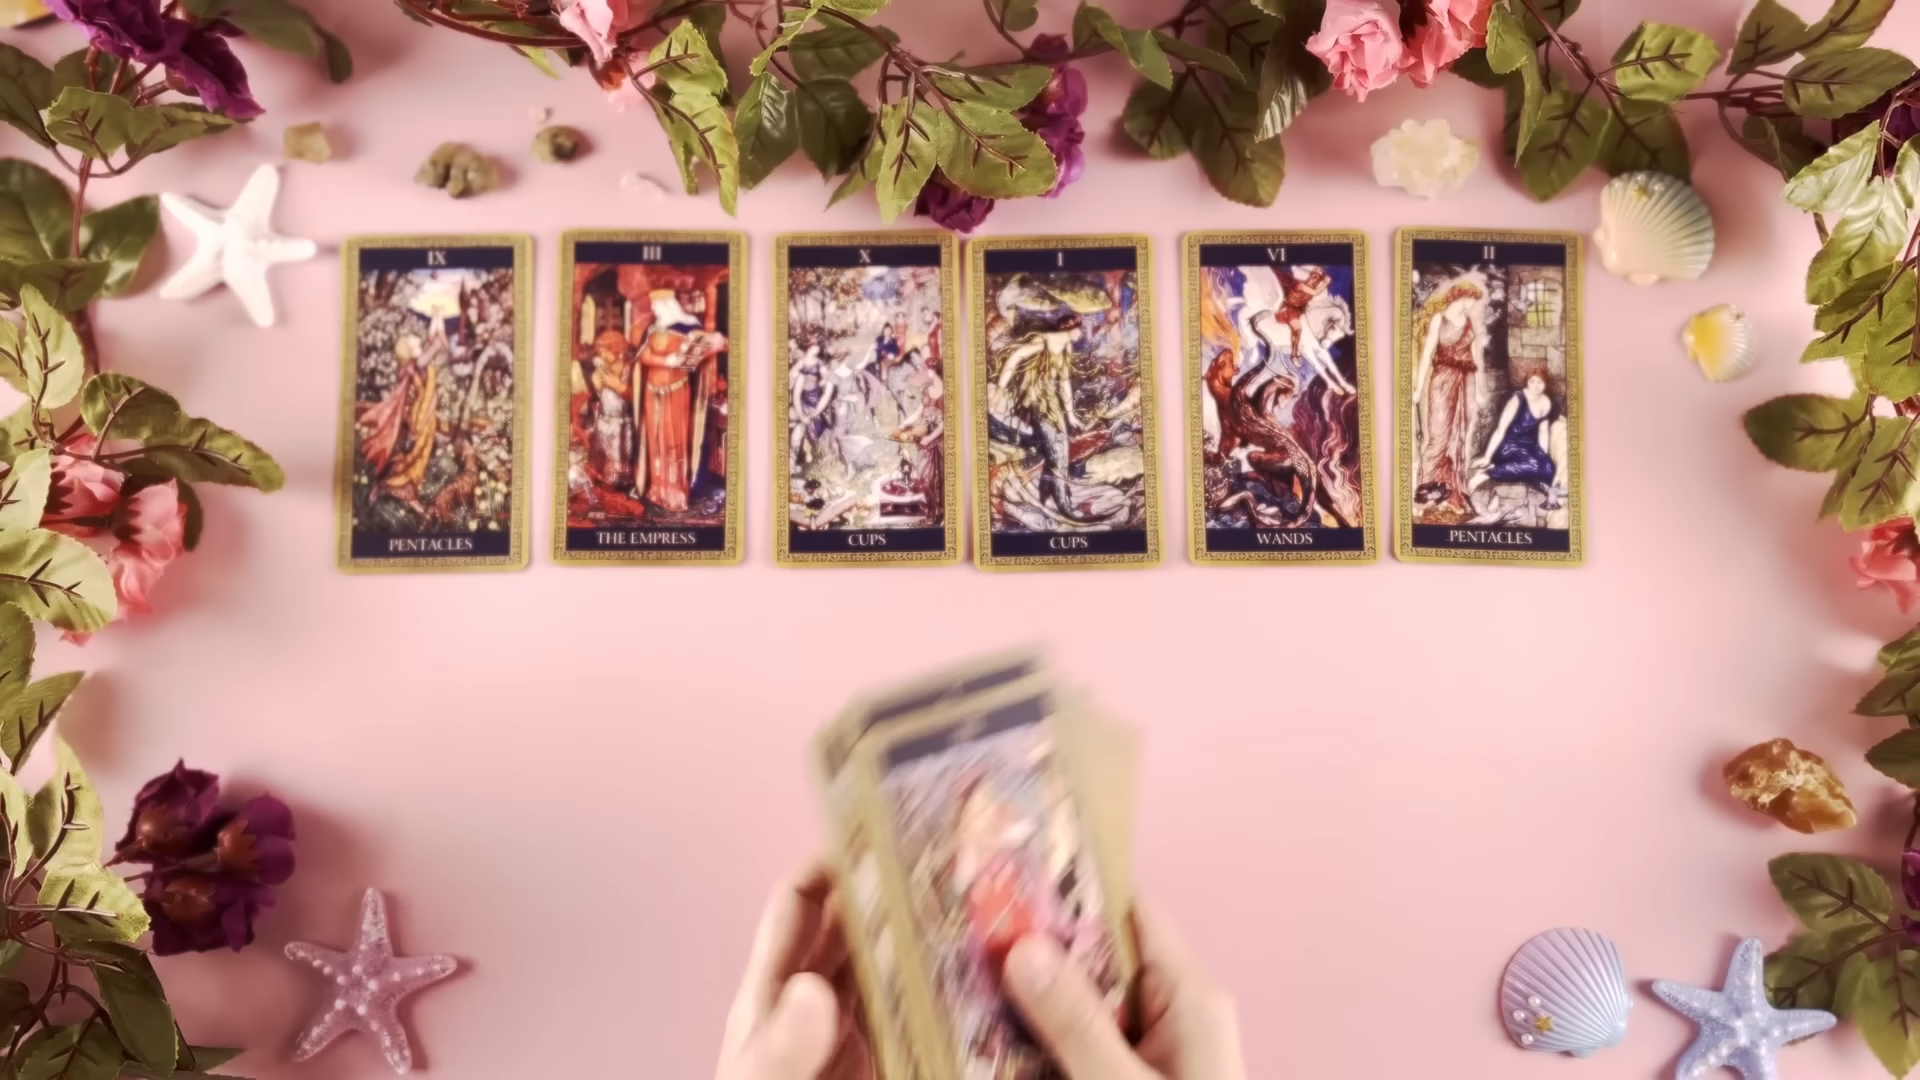 IX
PENTACLES
III
THE EMPRESS
X
CUPS
I
CUPS
VI
WANDS
II
PENTACLES